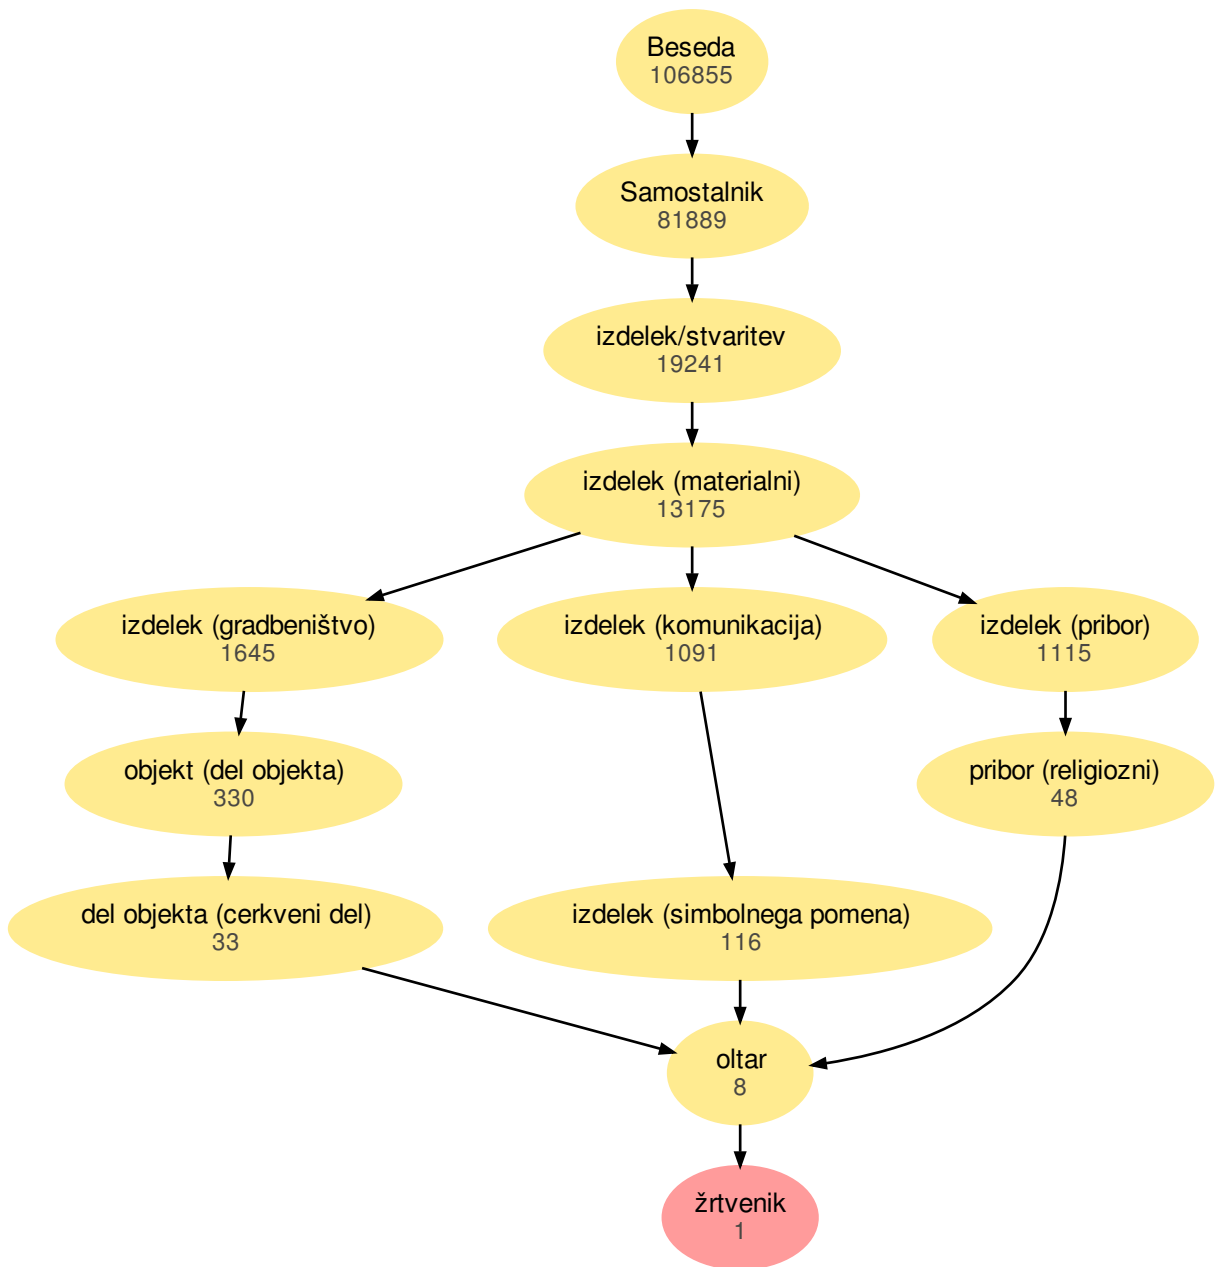 Beseda
106855
Samostalnik
81889
izdelek/stvaritev
19241
izdelek (materialni)
13175
izdelek (gradbeništvo)
1645
izdelek (komunikacija)
1091
izdelek (pribor)
1115
objekt (del objekta)
330
pribor (religiozni)
48
del objekta (cerkveni del)
33
izdelek (simbolnega pomena)
116
oltar
8
žrtvenik
1